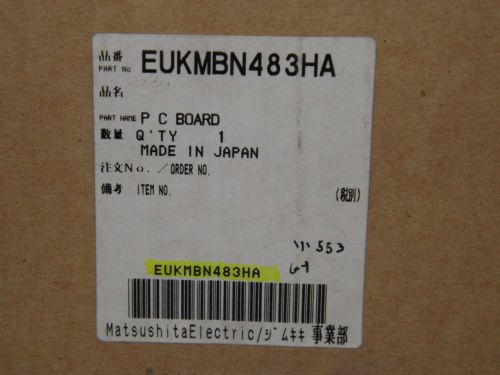 品番
PART No. EUKMBN483HA
品名
PART NAME P C BOARD
数量 Q'TY 1
MADE IN JAPAN
注文No. / ORDER NO.
備考 ITEM NO.
(税別)
553
EUKMBN483HA
MatsushitaElectric/ジムキキ 事業部